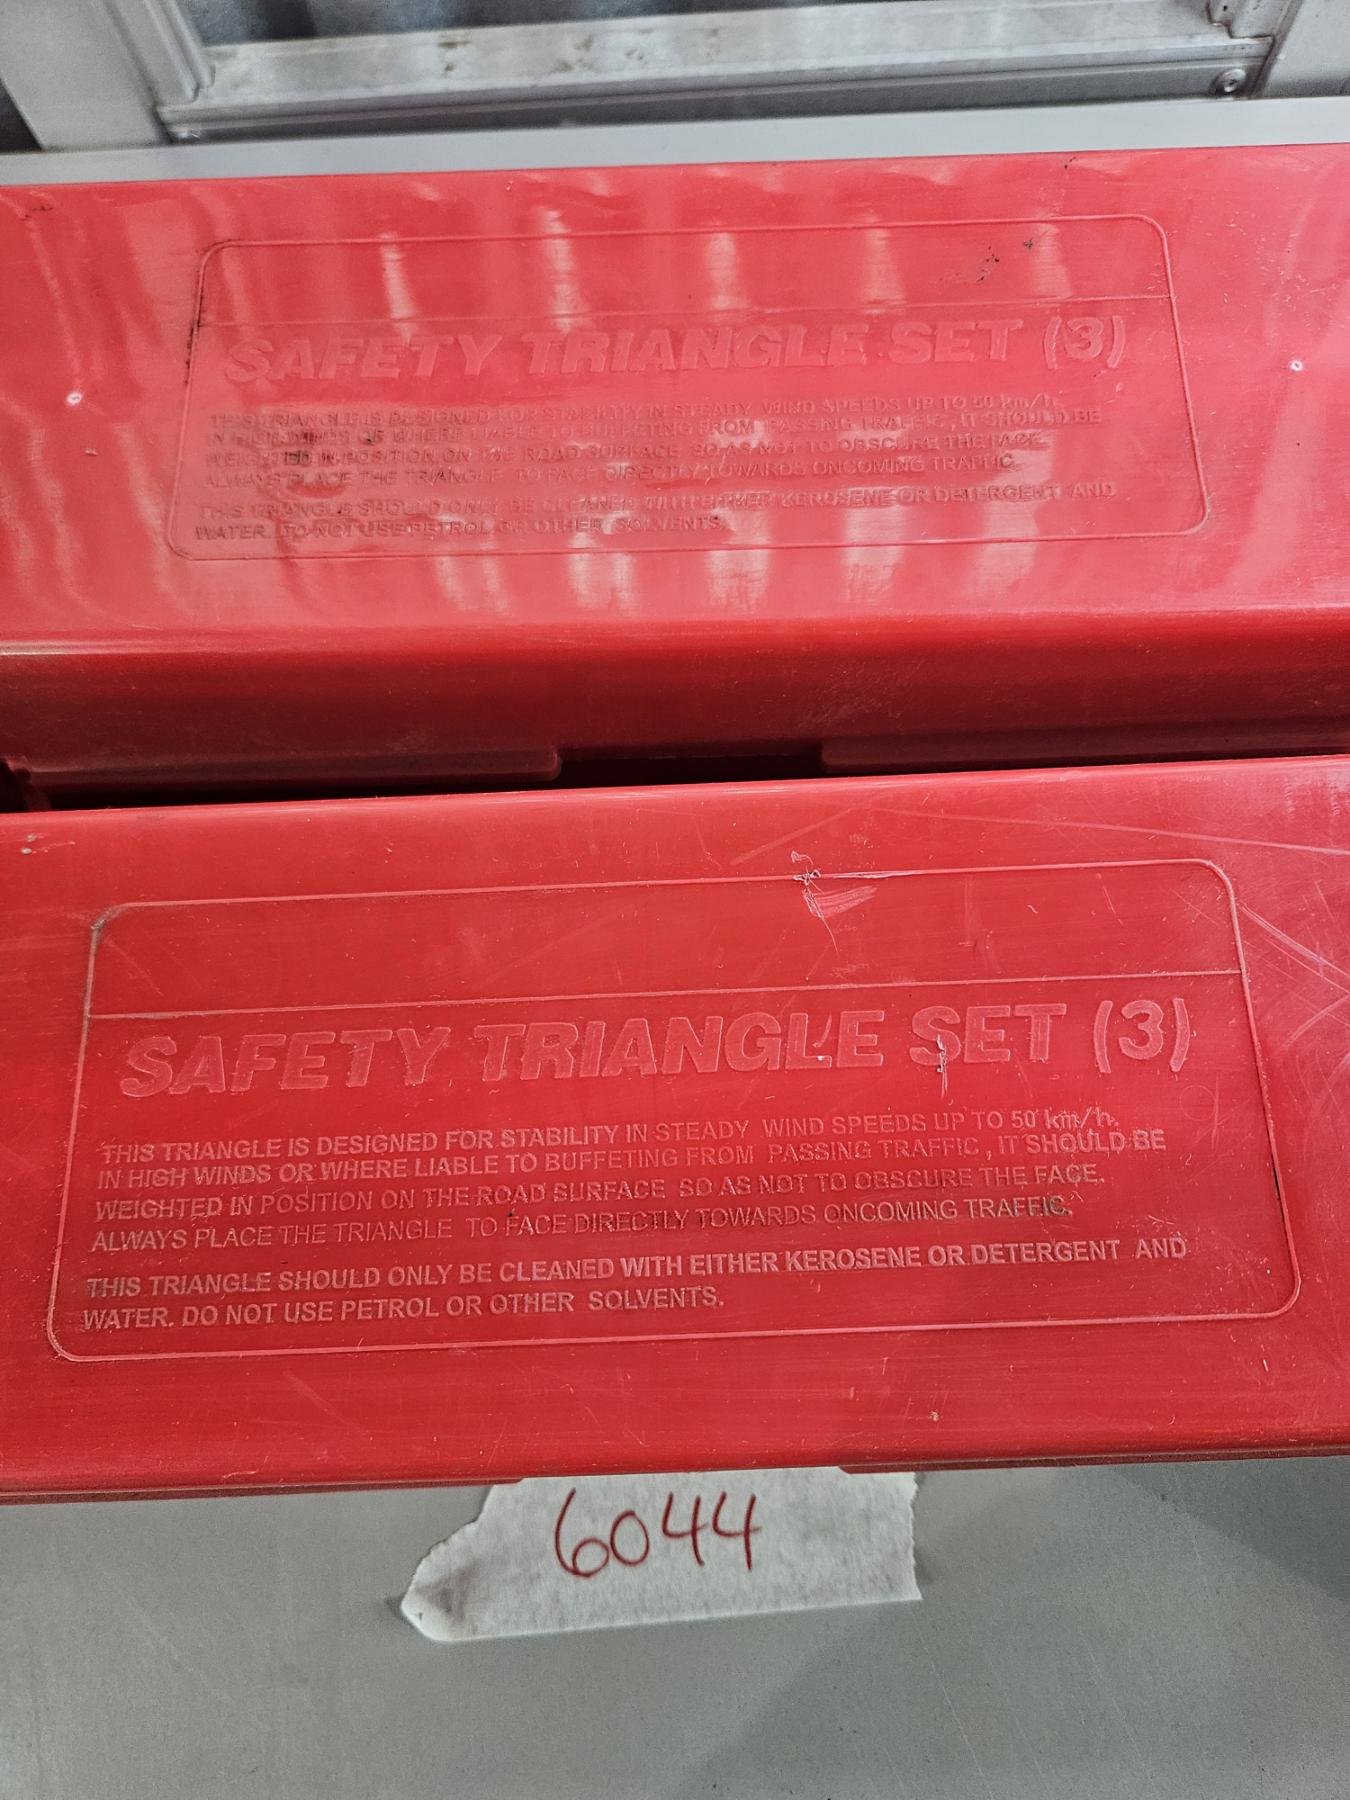 SAFETY TRIANGLE SET (3)
THIS TRIANGLE IS DESIGNED FOR STABILITY IN STEADY WIND SPEEDS UP TO 50 km/h.
IN HIGH WINDS OR WHERE LIABLE TO BUFFETING FROM PASSING TRAFFIC, IT SHOULD BE
WEIGHTED IN POSITION ON THE ROAD SURFACE SO AS NOT TO OBSCURE THE FACE.
ALWAYS PLACE THE TRIANGLE TO FACE DIRECTLY TOWARDS ONCOMING TRAFFIC.
THIS TRIANGLE SHOULD ONLY BE CLEANED WITH EITHER KEROSENE OR DETERGENT AND
WATER. DO NOT USE PETROL OR OTHER SOLVENTS.
SAFETY TRIANGLE SET (3)
THIS TRIANGLE IS DESIGNED FOR STABILITY IN STEADY WIND SPEEDS UP TO 50 km/h.
IN HIGH WINDS OR WHERE LIABLE TO BUFFETING FROM PASSING TRAFFIC, IT SHOULD BE
WEIGHTED IN POSITION ON THE ROAD SURFACE SO AS NOT TO OBSCURE THE FACE.
ALWAYS PLACE THE TRIANGLE TO FACE DIRECTLY TOWARDS ONCOMING TRAFFIC.
THIS TRIANGLE SHOULD ONLY BE CLEANED WITH EITHER KEROSENE OR DETERGENT AND
WATER. DO NOT USE PETROL OR OTHER SOLVENTS.
6044